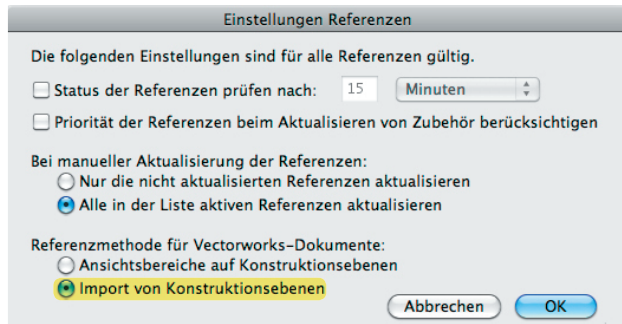 Einstellungen Referenzen
Die folgenden Einstellungen sind für alle Referenzen gültig.
Status der Referenzen prüfen nach: 15 Minuten
Priorität der Referenzen beim Aktualisieren von Zubehör berücksichtigen
Bei manueller Aktualisierung der Referenzen:
Nur die nicht aktualisierten Referenzen aktualisieren
Alle in der Liste aktiven Referenzen aktualisieren
Referenzmethode für Vectorworks-Dokumente:
Ansichtsbereiche auf Konstruktionsebenen
Import von Konstruktionsebenen
Abbrechen OK